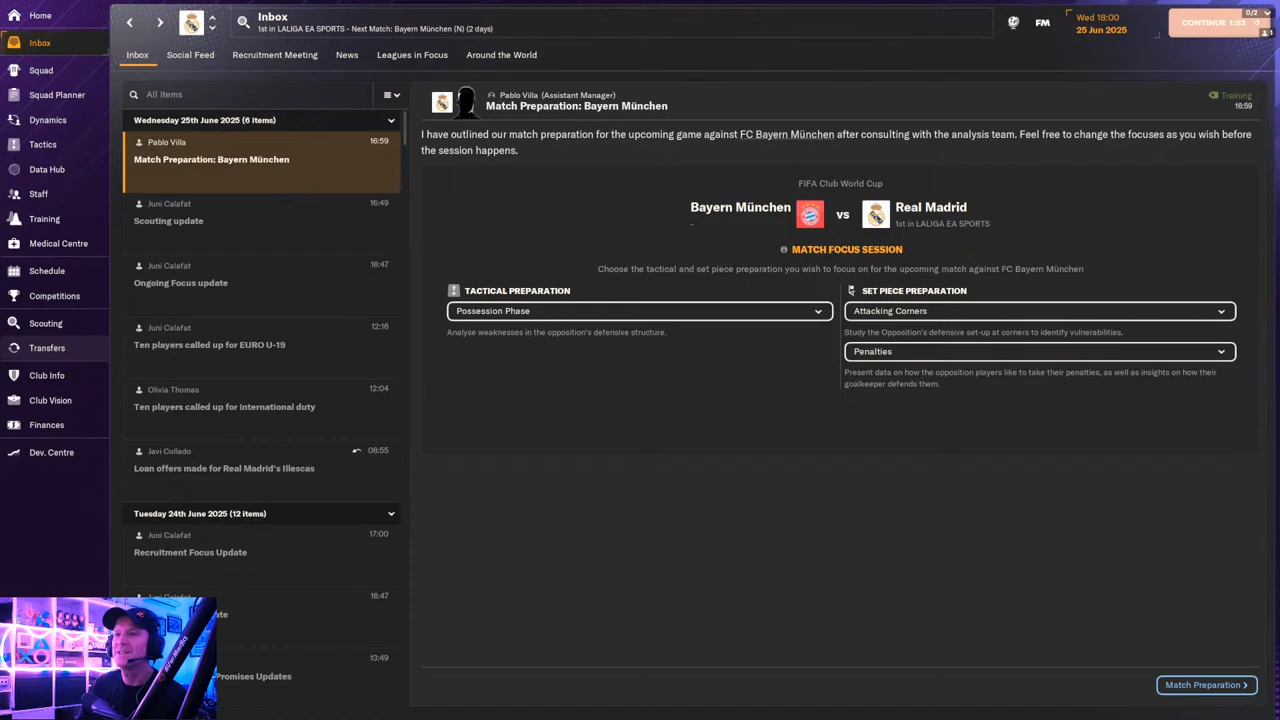 Home
Inbox
Squad
Squad Planner
Dynamics
Tactics
Data Hub
Staff
Training
Medical Centre
Schedule
Competitions
Scouting
Transfers
Club Info
Club Vision
Finances
Dev. Centre
Inbox
1st in LALIGA EA SPORTS - Next Match: Bayern München (N) (2 days)
FM
Wed 18:00
25 Jun 2025
CONTINUE 1:53
0/2
1
Inbox
Social Feed
Recruitment Meeting
News
Leagues in Focus
Around the World
All Items
Wednesday 25th June 2025 (6 items)
Pablo Villa 16:59
Match Preparation: Bayern München
Juni Calafat 16:49
Scouting update
Juni Calafat 16:47
Ongoing Focus update
Juni Calafat 12:16
Ten players called up for EURO U-19
Olivia Thomas 12:04
Ten players called up for international duty
Javi Collado 08:55
Loan offers made for Real Madrid's Illescas
Tuesday 24th June 2025 (12 items)
Juni Calafat 17:00
Recruitment Focus Update
16:47
13:49
Promises Updates
Pablo Villa (Assistant Manager)
Match Preparation: Bayern München
Training
16:59
I have outlined our match preparation for the upcoming game against FC Bayern München after consulting with the analysis team. Feel free to change the focuses as you wish before
the session happens.
FIFA Club World Cup
Bayern München
-
vs
Real Madrid
1st in LALIGA EA SPORTS
MATCH FOCUS SESSION
Choose the tactical and set piece preparation you wish to focus on for the upcoming match against FC Bayern München
TACTICAL PREPARATION
Possession Phase
Analyse weaknesses in the opposition's defensive structure.
SET PIECE PREPARATION
Attacking Corners
Study the Opposition's defensive set-up at corners to identify vulnerabilities.
Penalties
Present data on how the opposition players like to take their penalties, as well as insights on how their
goalkeeper defends them.
Match Preparation
AVerMedia